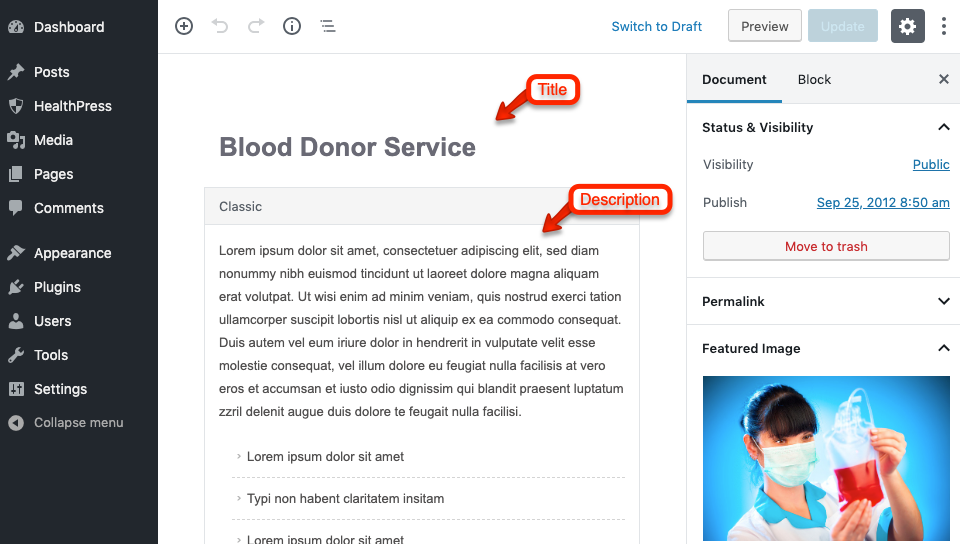 Dashboard
Posts
HealthPress
Media
Pages
Comments
Appearance
Plugins
Users
Tools
Settings
Collapse menu
Switch to Draft
Preview
Update
Title
Blood Donor Service
Description
Classic
Lorem ipsum dolor sit amet, consectetuer adipiscing elit, sed diam
nonummy nibh euismod tincidunt ut laoreet dolore magna aliquam
erat volutpat. Ut wisi enim ad minim veniam, quis nostrud exerci tation
ullamcorper suscipit lobortis nisl ut aliquip ex ea commodo consequat.
Duis autem vel eum iriure dolor in hendrerit in vulputate velit esse
molestie consequat, vel illum dolore eu feugiat nulla facilisis at vero
eros et accumsan et iusto odio dignissim qui blandit praesent luptatum
zzril delenit augue duis dolore te feugait nulla facilisi.
Lorem ipsum dolor sit amet
Typi non habent claritatem insitam
Lorem ipsum dolor sit amet
Document
Block
Status & Visibility
Visibility
Public
Publish
Sep 25, 2012 8:50 am
Move to trash
Permalink
Featured Image